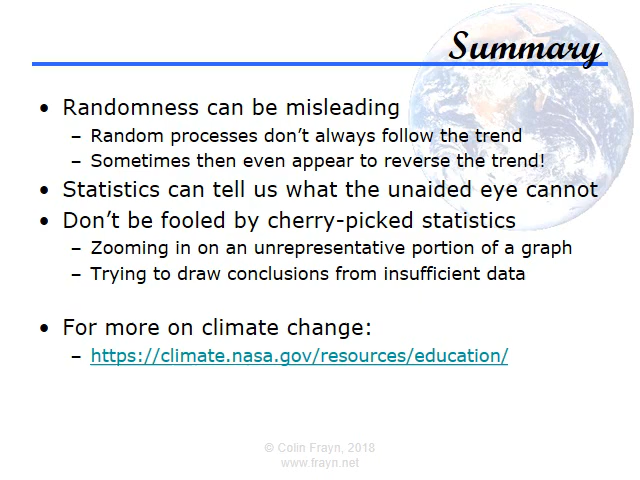 Summary
• Randomness can be misleading
– Random processes don't always follow the trend
– Sometimes then even appear to reverse the trend!
• Statistics can tell us what the unaided eye cannot
• Don't be fooled by cherry-picked statistics
– Zooming in on an unrepresentative portion of a graph
– Trying to draw conclusions from insufficient data
• For more on climate change:
– https://climate.nasa.gov/resources/education/
© Colin Frayn, 2018
www.frayn.net